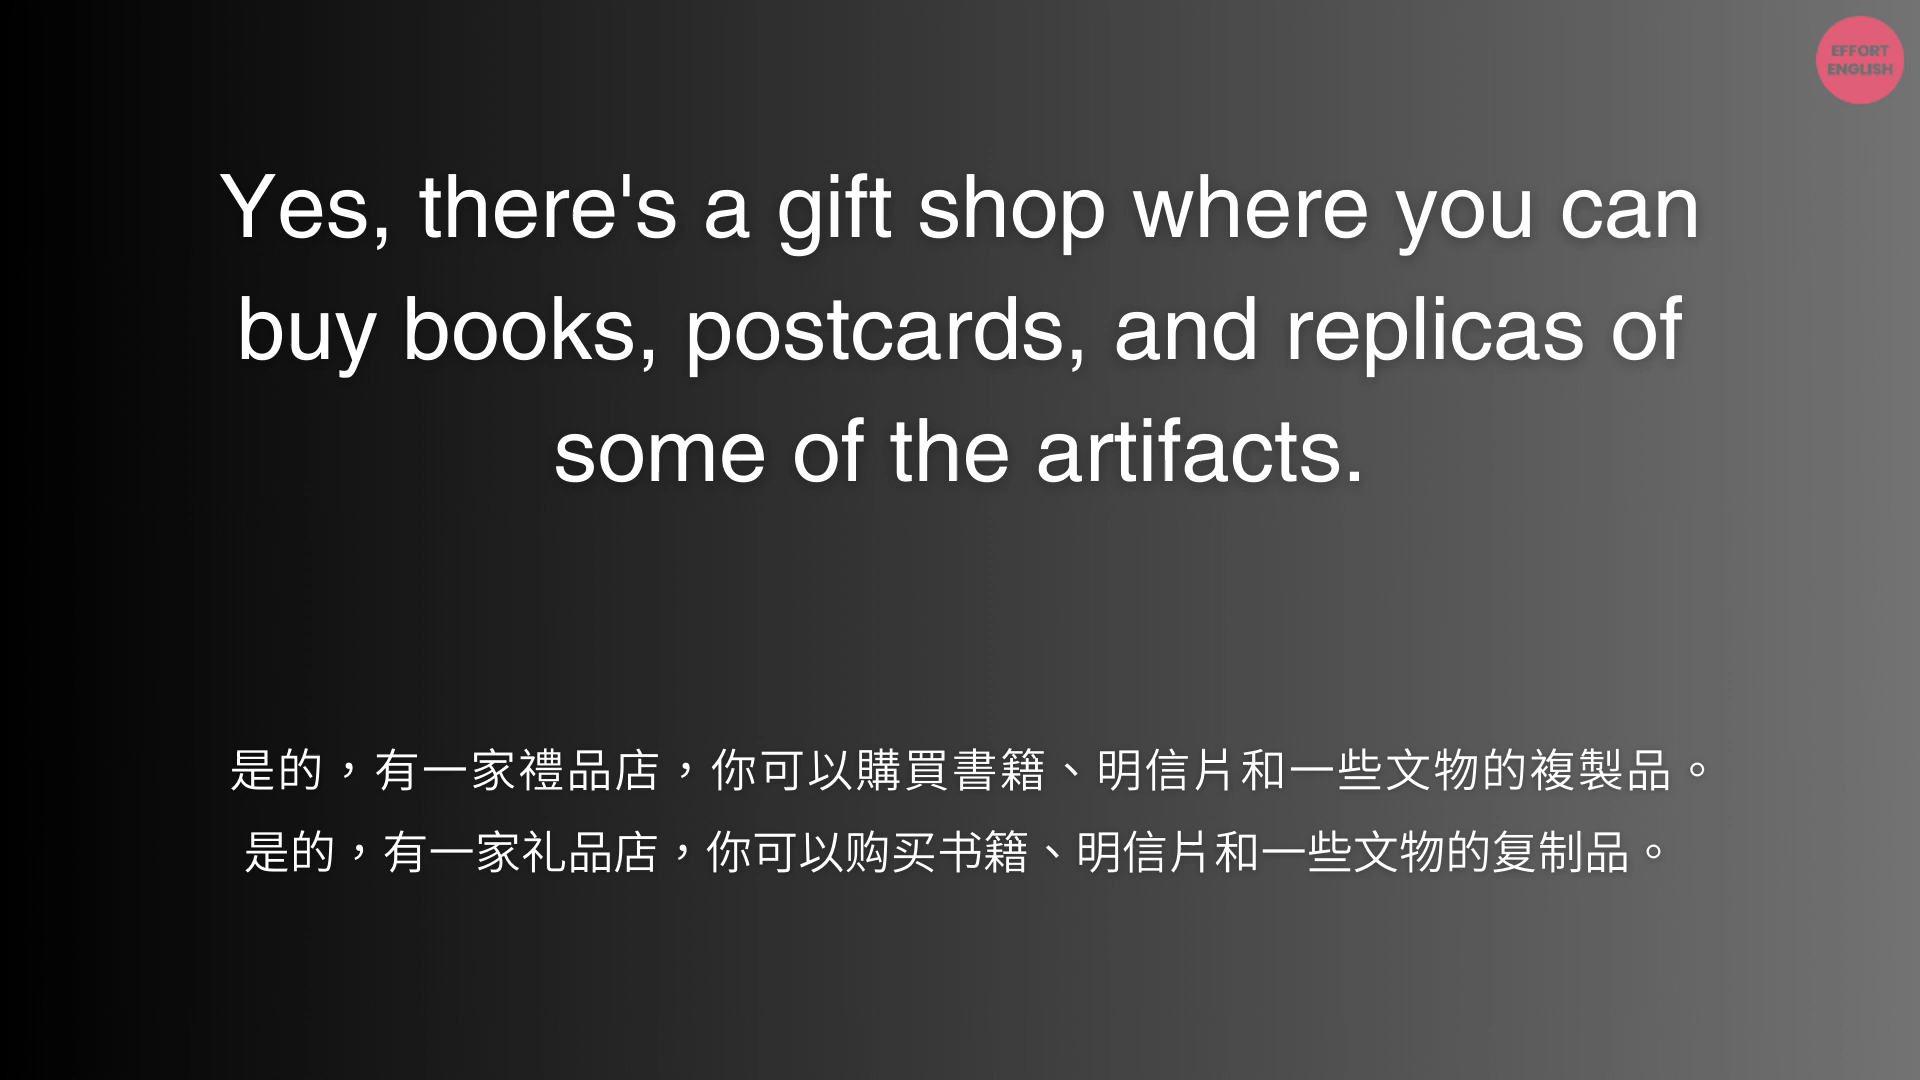 EFFORT
ENGLISH
Yes, there's a gift shop where you can
buy books, postcards, and replicas of
some of the artifacts.
是的，有一家禮品店，你可以購買書籍、明信片和一些文物的複製品。
是的，有一家礼品店，你可以购买书籍、明信片和一些文物的复制品。